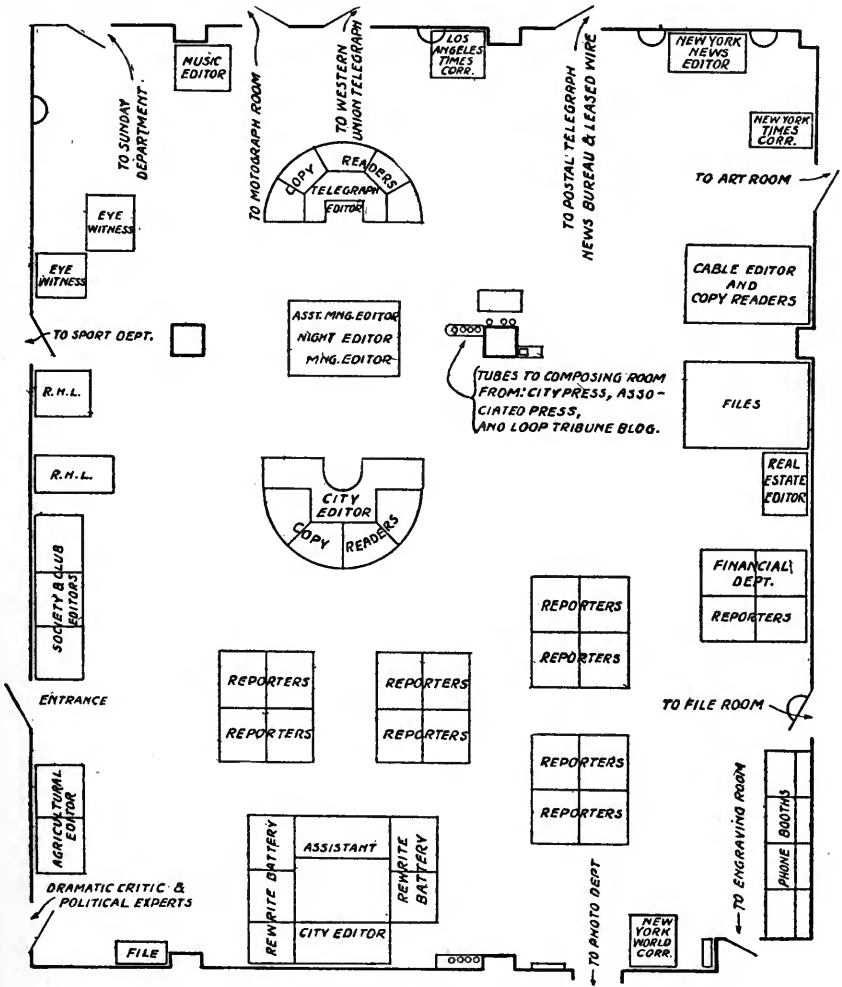 MUSIC
EDITOR
LOS
ANGELES
TIMES
CORR.
NEW YORK
NEWS
EDITOR
TO SUNDAY
DEPARTMENT.
TO MOTOGRAPH ROOM
TO WESTERN
UNION TELEGRAPH
TO POSTAL TELEGRAPH
NEWS BUREAU & LEASED WIRE
NEW YORK
TIMES
CORR.
COPY READERS
TELEGRAPH
EDITOR
TO ART ROOM
EYE
WITNESS
EYE
WITNESS
CABLE EDITOR
AND
COPY READERS
TO SPORT DEPT.
ASST. MNG. EDITOR
NIGHT EDITOR
MNG. EDITOR
TUBES TO COMPOSING ROOM
FROM: CITY PRESS, ASSO-
CIATED PRESS,
AND LOOP TRIBUNE BLDG.
R.H.L.
FILES
R.H.L.
CITY
EDITOR
COPY READERS
REAL
ESTATE
EDITOR
SOCIETY & CLUB
EDITORS
FINANCIAL
DEPT.
REPORTERS
REPORTERS
REPORTERS
REPORTERS
REPORTERS
REPORTERS
REPORTERS
ENTRANCE
TO FILE ROOM
REPORTERS
REPORTERS
AGRICULTURAL
EDITOR
REWRITE BATTERY
ASSISTANT
CITY EDITOR
REWRITE
BATTERY
TO ENGRAVING ROOM
PHONE BOOTHS
DRAMATIC CRITIC &
POLITICAL EXPERTS
FILE
TO PHOTO DEPT
NEW
YORK
WORLD
CORR.